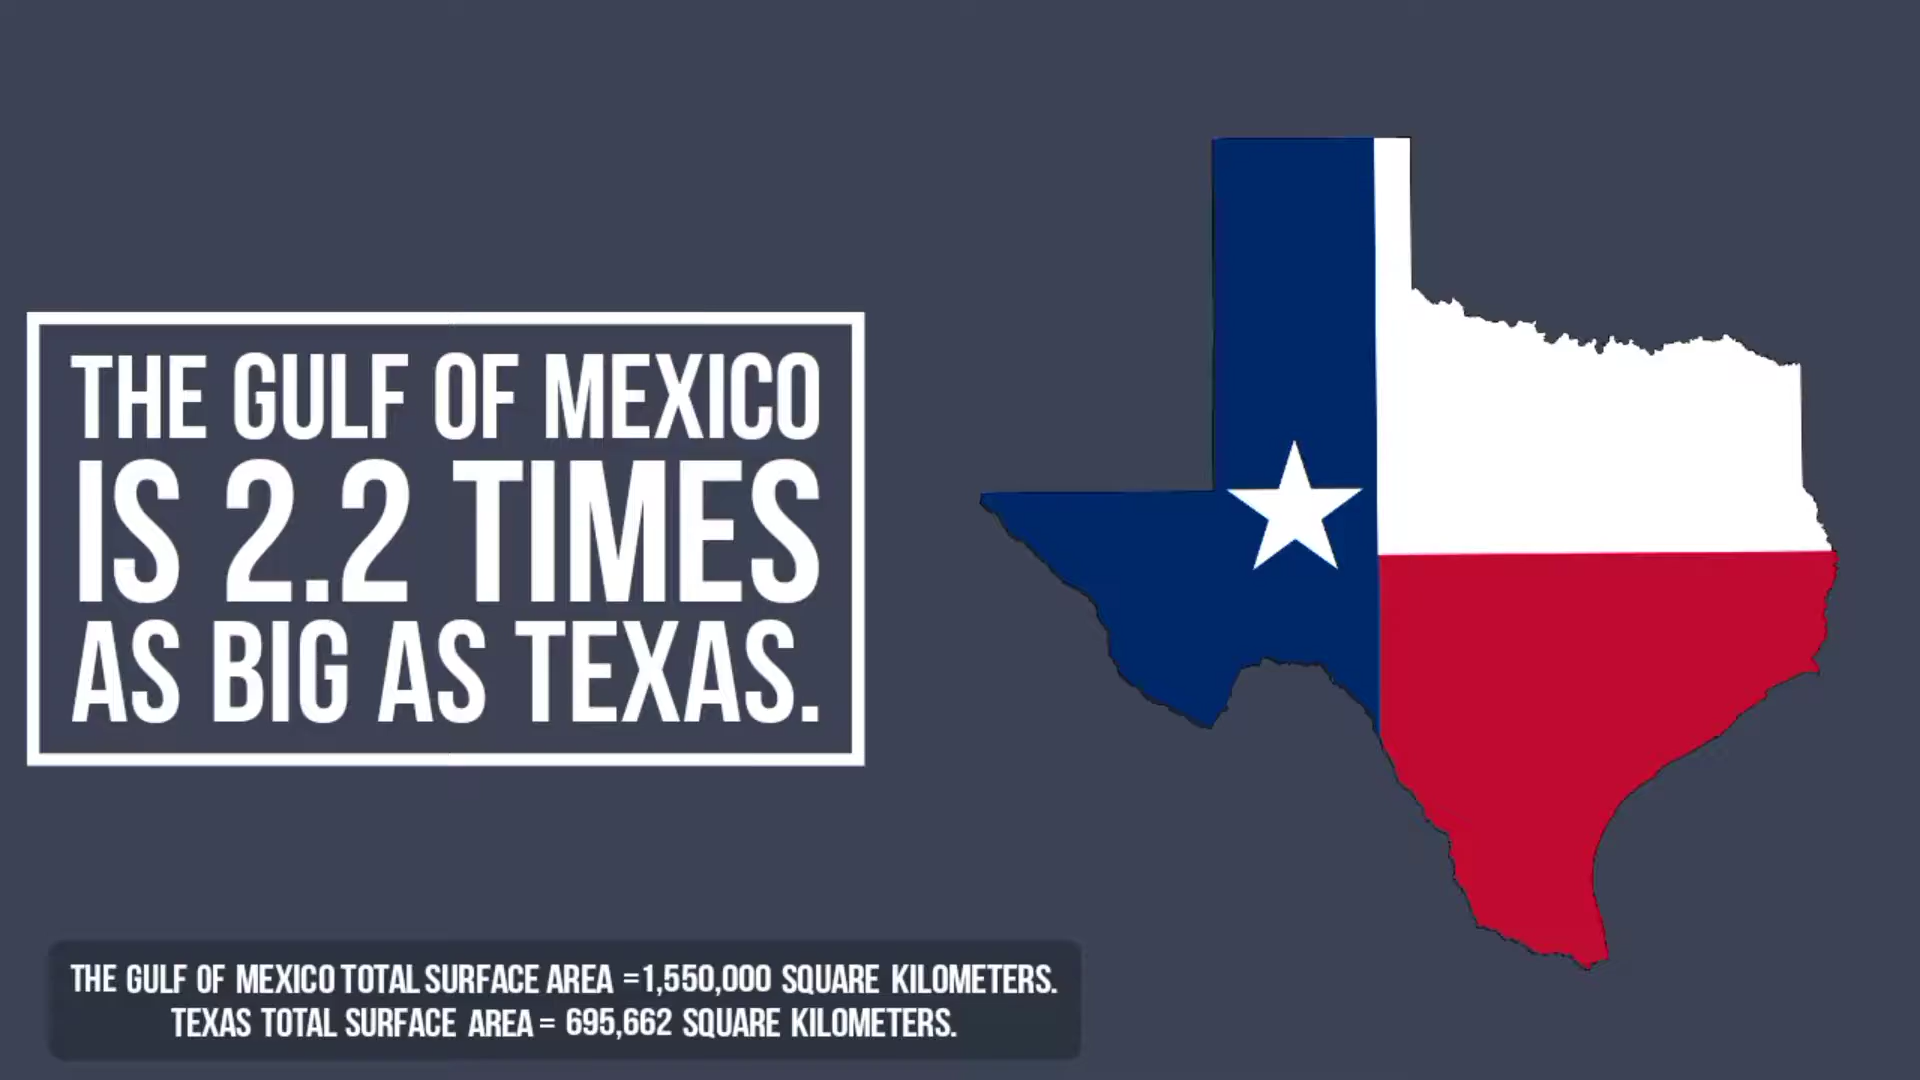 THE GULF OF MEXICO
IS 2.2 TIMES
AS BIG AS TEXAS.
THE GULF OF MEXICO TOTAL SURFACE AREA =1,550,000 SQUARE KILOMETERS.
TEXAS TOTAL SURFACE AREA = 695,662 SQUARE KILOMETERS.